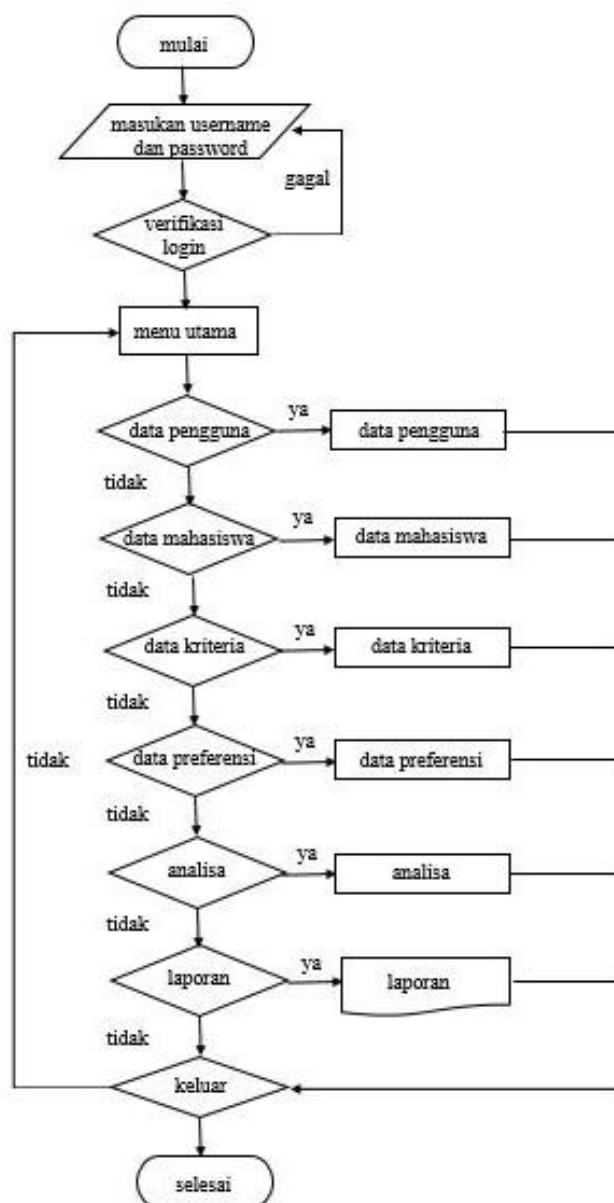 mulai
masukan username
dan password
gagal
verifikasi
login
menu utama
data pengguna
ya
data pengguna
tidak
data mahasiswa
ya
data mahasiswa
tidak
data kriteria
ya
data kriteria
tidak
data preferensi
ya
data preferensi
tidak
tidak
analisa
ya
analisa
tidak
laporan
ya
laporan
tidak
keluar
selesai